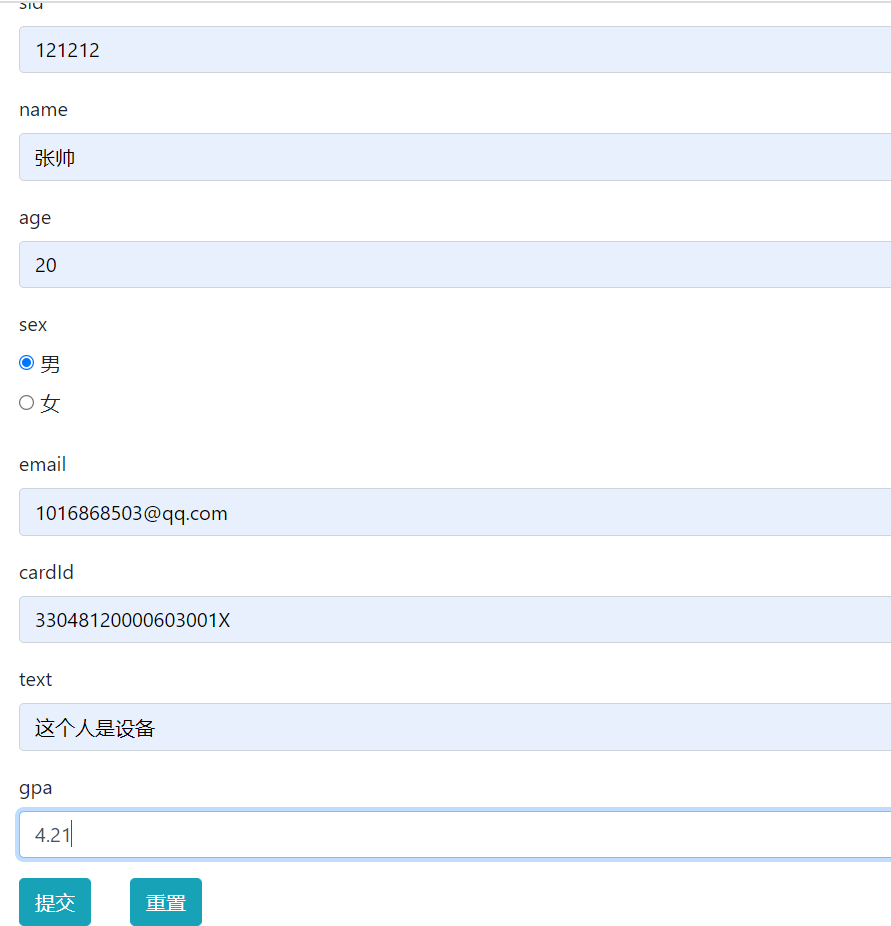 sid
121212
name
张帅
age
20
sex
男
女
email
1016868503@qq.com
cardId
33048120000603001X
text
这个人是设备
gpa
4.21
提交 重置